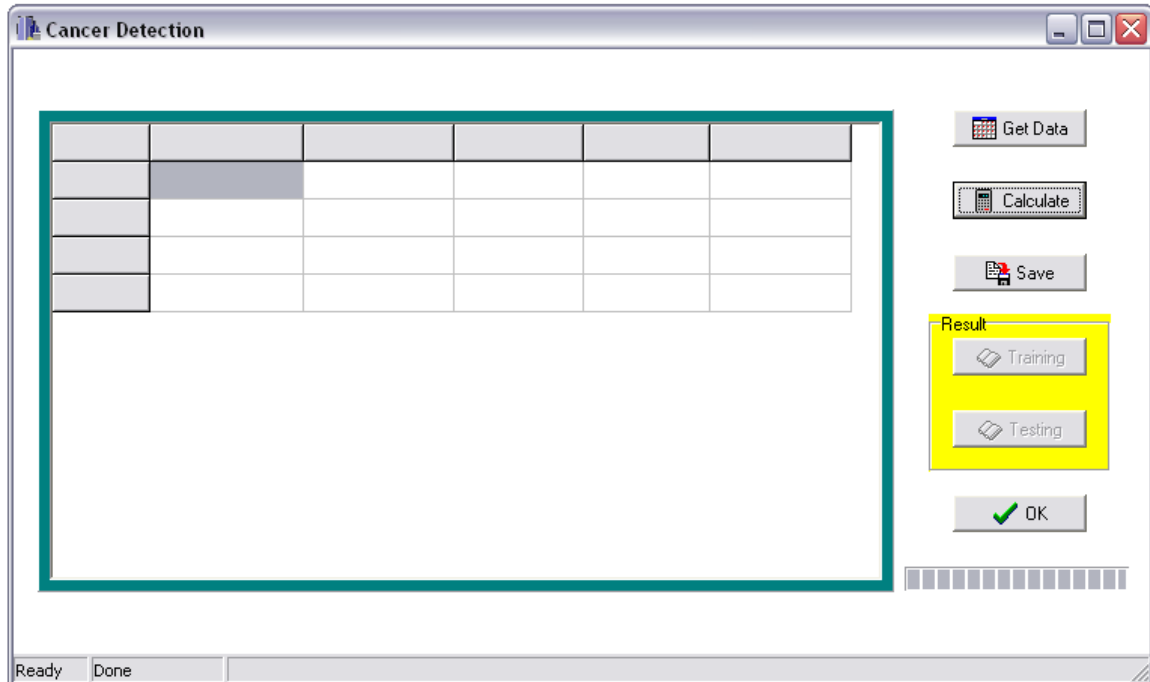 Cancer Detection
Get Data
Calculate
Save
Result
Training
Testing
OK
Ready
Done